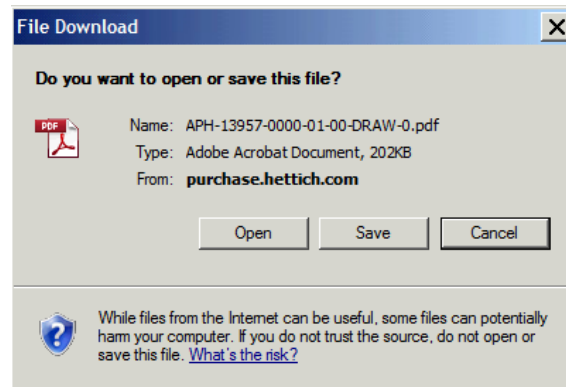 File Download
Do you want to open or save this file?
PDF
Name: APH-13957-0000-01-00-DRAW-0.pdf
Type: Adobe Acrobat Document, 202KB
From: purchase.hettich.com
Open Save Cancel
While files from the Internet can be useful, some files can potentially
harm your computer. If you do not trust the source, do not open or
save this file. What's the risk?